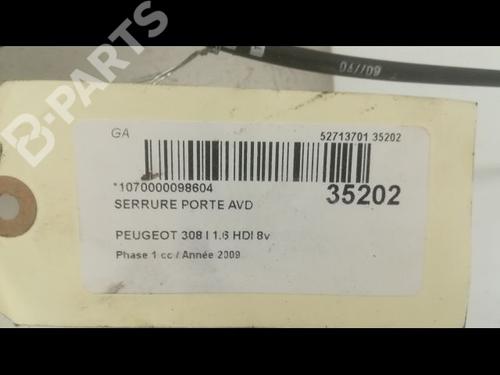 B-PARTS
04//09
GA
52713701 35202
*1070000098604
35202
SERRURE PORTE AVD
PEUGEOT 308 I 1.6 HDI 8v
Phase 1 cc / Année 2009